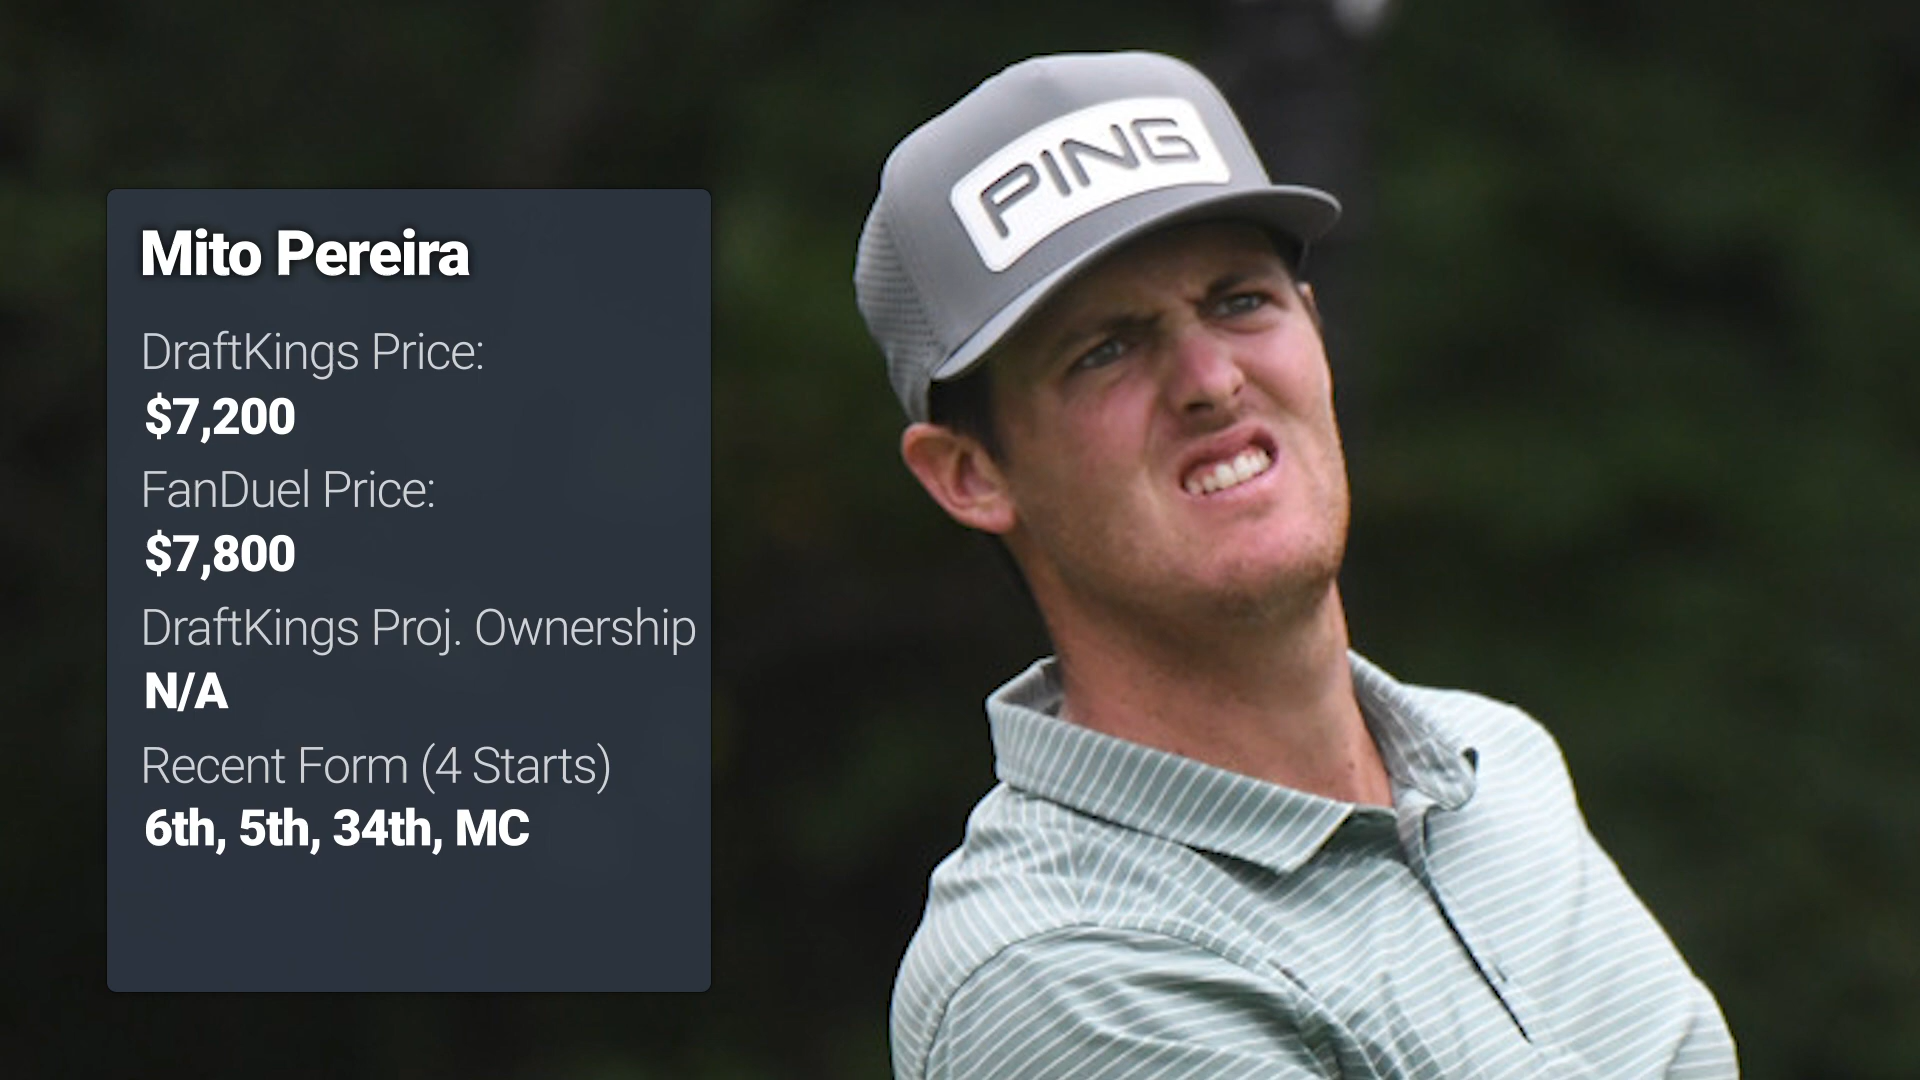 Mito Pereira
DraftKings Price:
$7,200
FanDuel Price:
$7,800
DraftKings Proj. Ownership
N/A
Recent Form (4 Starts)
6th, 5th, 34th, MC
PING